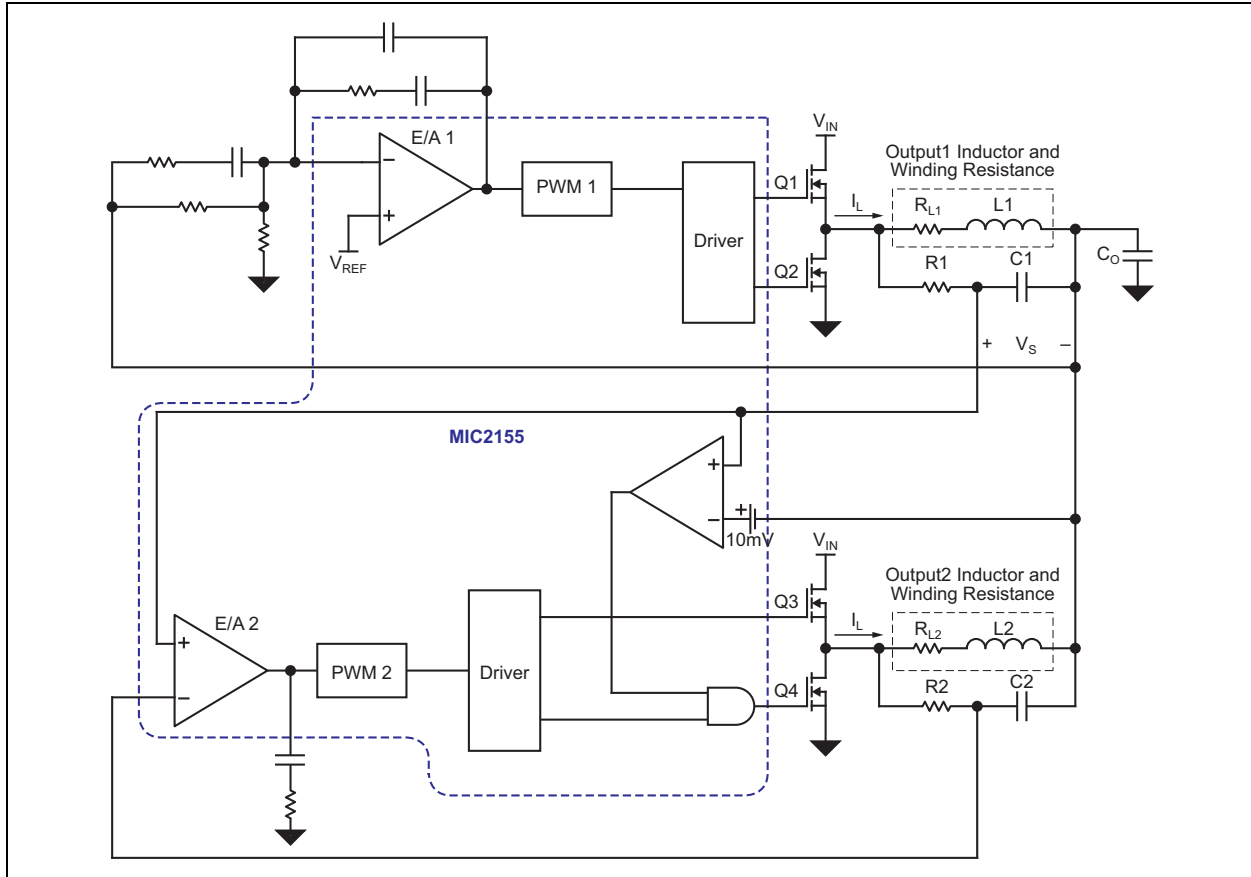 E/A 1
−
+
V_REF
PWM 1
Driver
V_IN
Q1
Q2
I_L
Output1 Inductor and
Winding Resistance
R_L1
L1
R1
C1
C_O
+ V_S −
MIC2155
+
−
+
10mV
E/A 2
+
−
PWM 2
Driver
V_IN
Q3
Q4
I_L
Output2 Inductor and
Winding Resistance
R_L2
L2
R2
C2